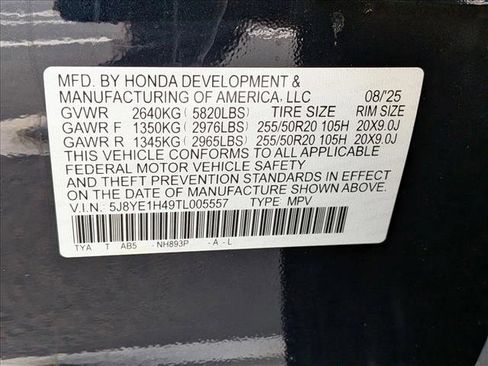 MFD. BY HONDA DEVELOPMENT &
MANUFACTURING OF AMERICA, LLC 08/'25
GVWR 2640KG (5820LBS) TIRE SIZE RIM SIZE
GAWR F 1350KG (2976LBS) 255/50R20 105H 20X9.0J
GAWR R 1345KG (2965LBS) 255/50R20 105H 20X9.0J
THIS VEHICLE CONFORMS TO ALL APPLICABLE
FEDERAL MOTOR VEHICLE SAFETY
AND THEFT PREVENTION STANDARDS IN EFFECT
ON THE DATE OF MANUFACTURE SHOWN ABOVE.
V.I.N.: 5J8YE1H49TL005557 TYPE: MPV
TYA T AB5 - NH893P - A - L